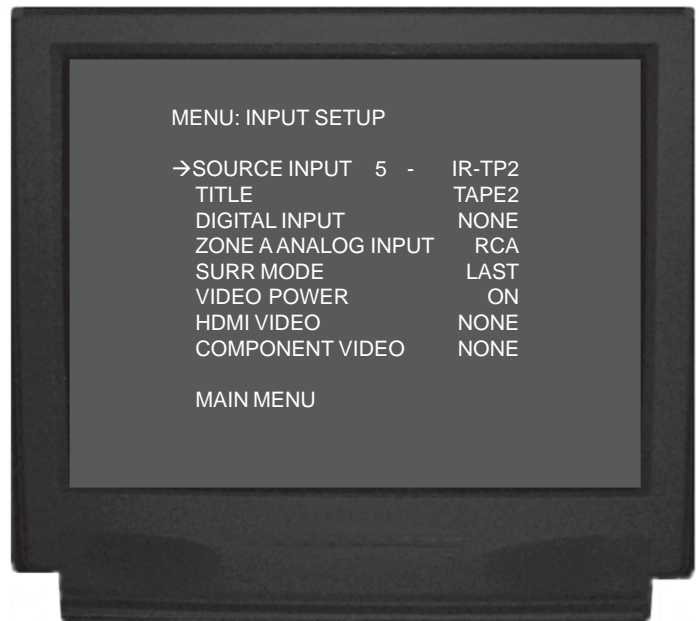 MENU: INPUT SETUP
→SOURCE INPUT 5 - IR-TP2
TITLE TAPE2
DIGITAL INPUT NONE
ZONE A ANALOG INPUT RCA
SURR MODE LAST
VIDEO POWER ON
HDMI VIDEO NONE
COMPONENT VIDEO NONE
MAIN MENU